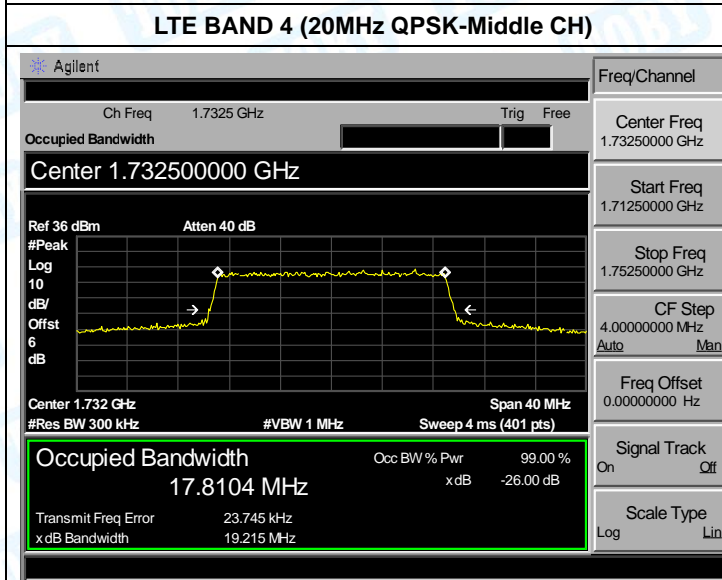 LTE BAND 4 (20MHz QPSK-Middle CH)
Agilent
Freq/Channel
Ch Freq 1.7325 GHz Trig Free
Occupied Bandwidth
Center 1.732500000 GHz
Center Freq
1.73250000 GHz
Start Freq
1.71250000 GHz
Stop Freq
1.75250000 GHz
CF Step
4.00000000 MHz
Auto Man
Freq Offset
0.00000000 Hz
Signal Track
On Off
Scale Type
Log Lin
Ref 36 dBm Atten 40 dB
#Peak
Log
10
dB/
Offst
6
dB
Center 1.732 GHz Span 40 MHz
#Res BW 300 kHz #VBW 1 MHz Sweep 4 ms (401 pts)
Occupied Bandwidth Occ BW % Pwr 99.00 %
17.8104 MHz x dB -26.00 dB
Transmit Freq Error 23.745 kHz
x dB Bandwidth 19.215 MHz